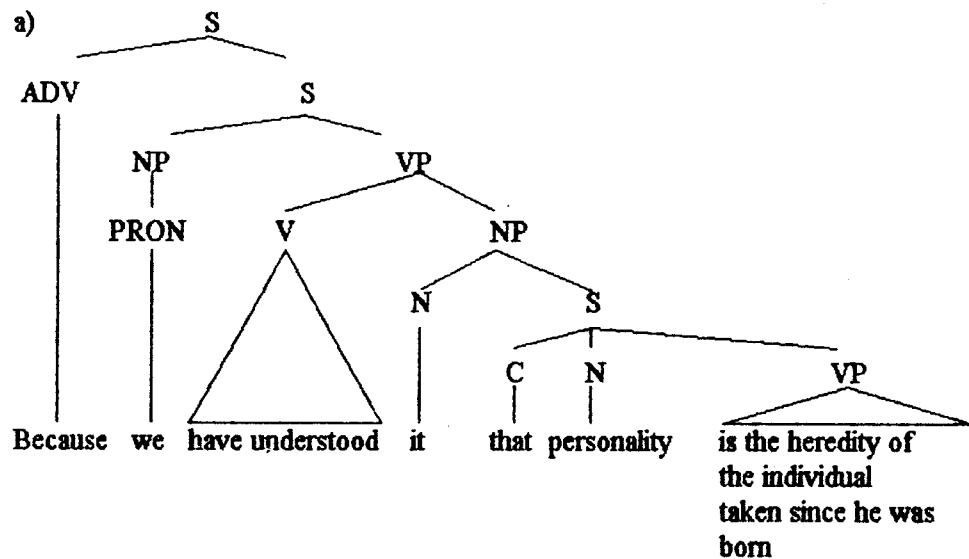 a) S
ADV S
NP VP
PRON V NP
N S
C N VP
Because we have understood it that personality is the heredity of
the individual
taken since he was
born